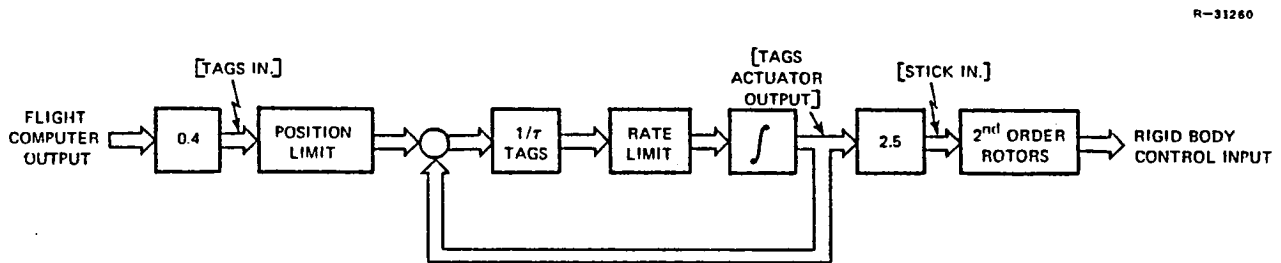 R-31260
[TAGS IN.]
[TAGS
ACTUATOR
OUTPUT]
[STICK IN.]
FLIGHT
COMPUTER
OUTPUT
0.4
POSITION
LIMIT
1/τ
TAGS
RATE
LIMIT
∫
2.5
2nd ORDER
ROTORS
RIGID BODY
CONTROL INPUT